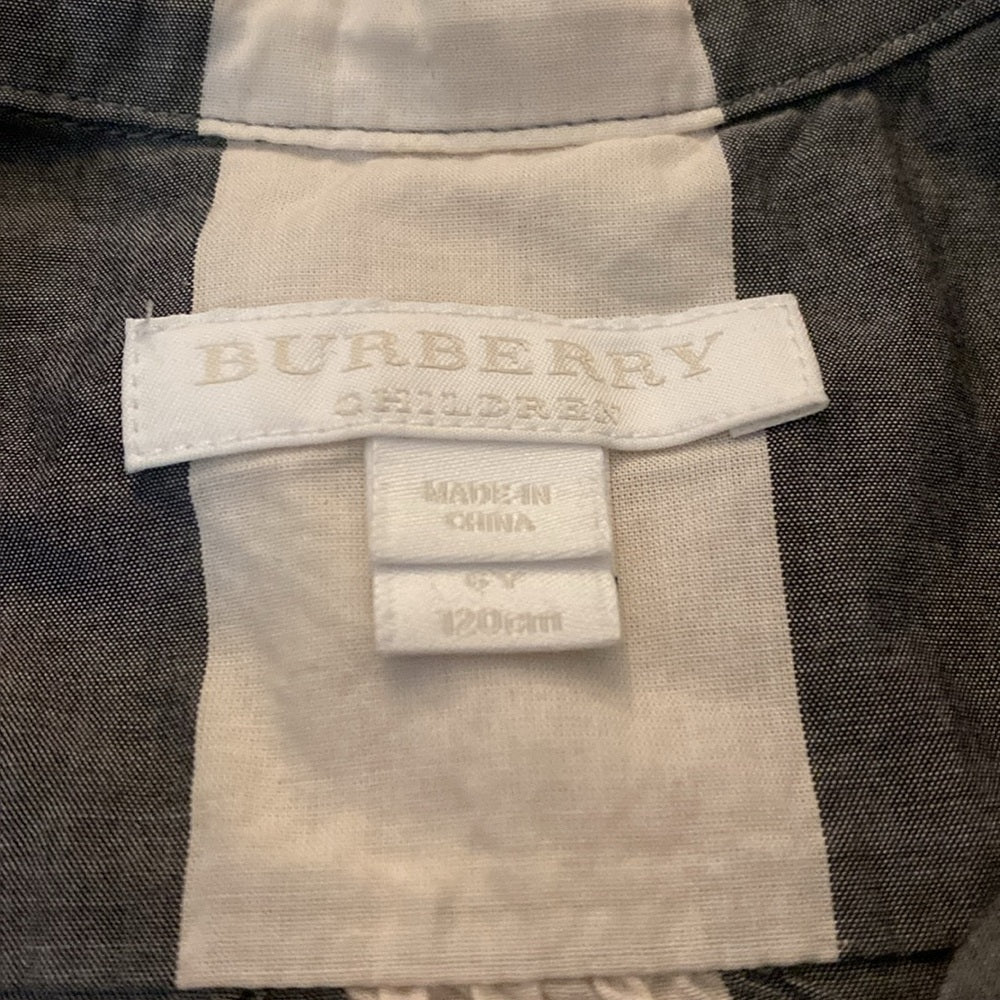 BURBERRY
CHILDREN
MADE IN
CHINA
6Y
120cm